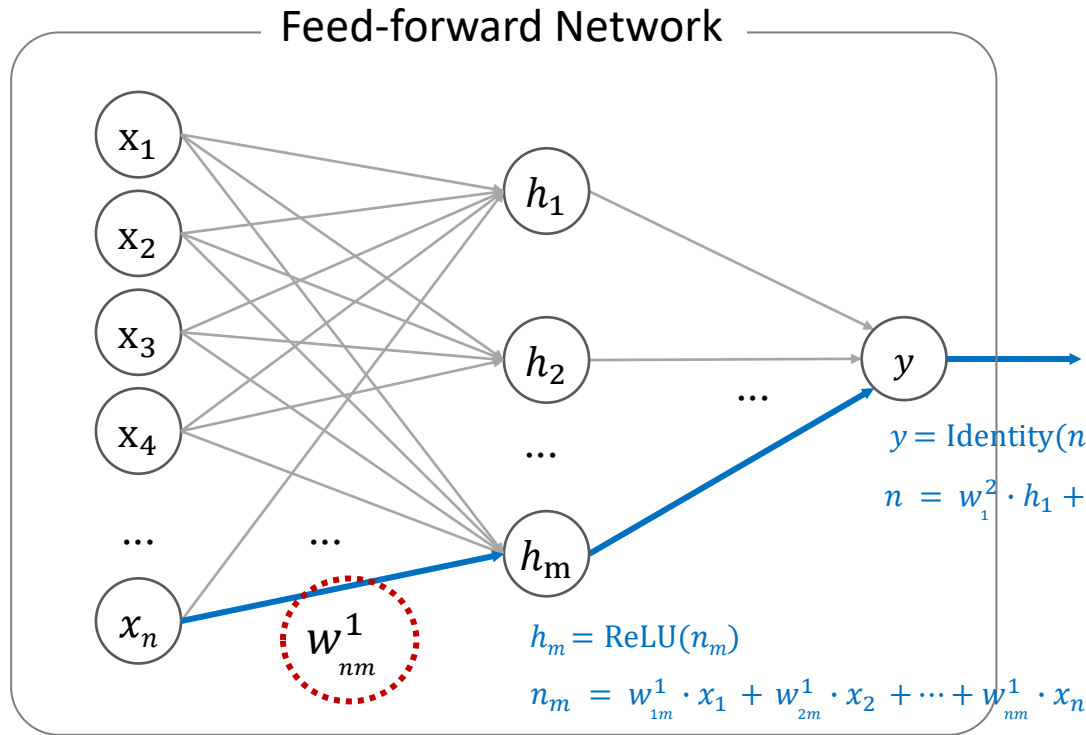 Feed-forward Network
x₁
x₂
x₃
x₄
...
xₙ
...
w¹ₙₘ
h₁
h₂
...
hₘ
...
y
y = Identity(n
n = w²₁ · h₁ +
hₘ = ReLU(nₘ)
nₘ = w¹₁ₘ · x₁ + w¹₂ₘ · x₂ + ⋯ + w¹ₙₘ · xₙ